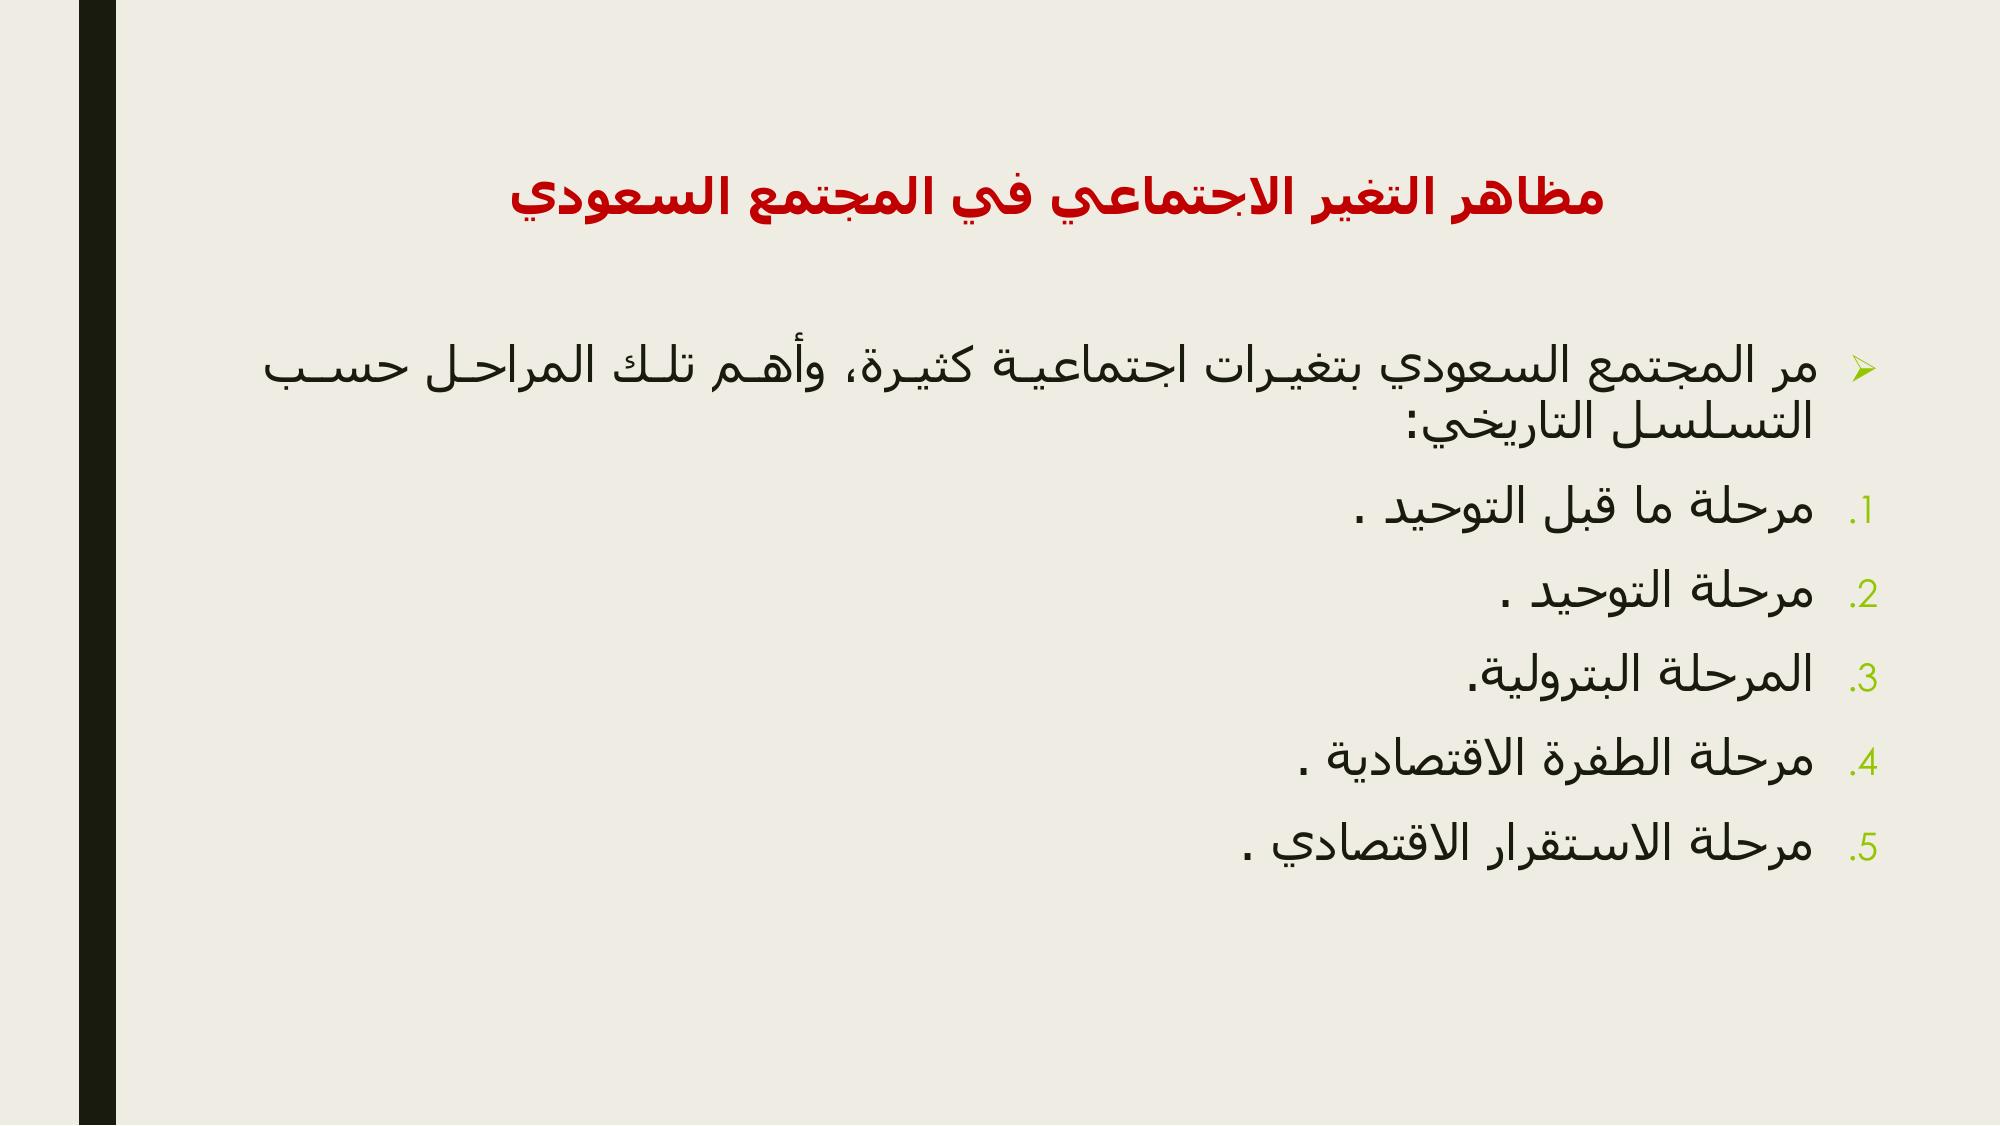 مظاهر التغير الاجتماعي في المجتمع السعودي
مر المجتمع السعودي بتغيرات اجتماعية كثيرة، وأهم تلك المراحل حسب
التسلسل التاريخي:
1. مرحلة ما قبل التوحيد .
2. مرحلة التوحيد .
3. المرحلة البترولية.
4. مرحلة الطفرة الاقتصادية .
5. مرحلة الاستقرار الاقتصادي .